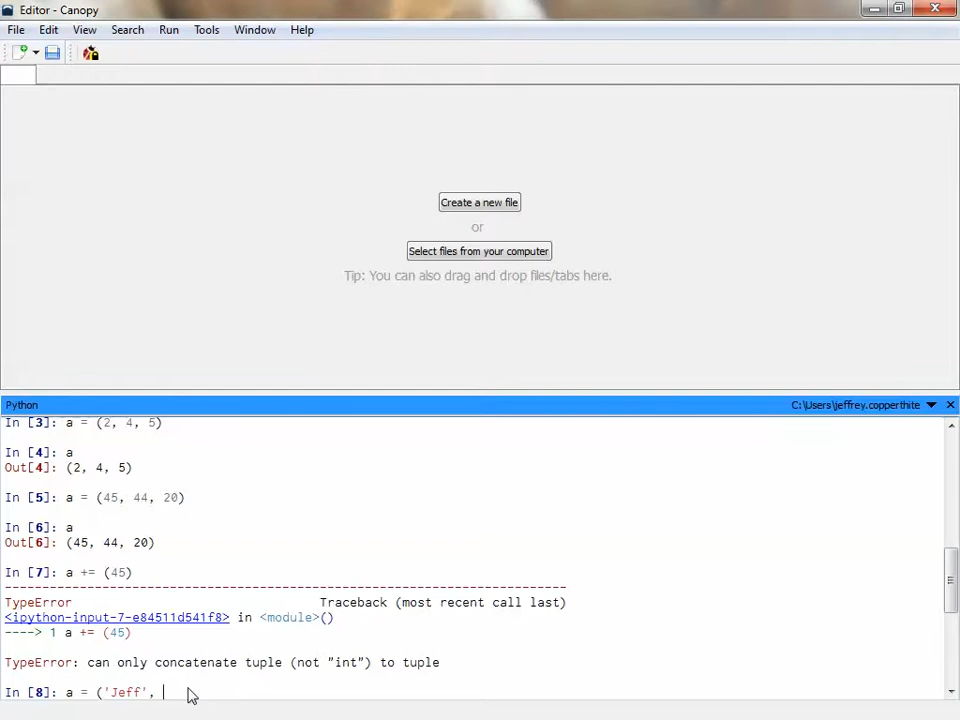 Editor - Canopy
File Edit View Search Run Tools Window Help
Create a new file
or
Select files from your computer
Tip: You can also drag and drop files/tabs here.
Python C:\Users\jeffrey.copperthite
In [3]: a = (2, 4, 5)
In [4]: a
Out[4]: (2, 4, 5)
In [5]: a = (45, 44, 20)
In [6]: a
Out[6]: (45, 44, 20)
In [7]: a += (45)
---------------------------------------------------------------------------
TypeError Traceback (most recent call last)
<ipython-input-7-e84511d541f8> in <module>()
----> 1 a += (45)
TypeError: can only concatenate tuple (not "int") to tuple
In [8]: a = ('Jeff',